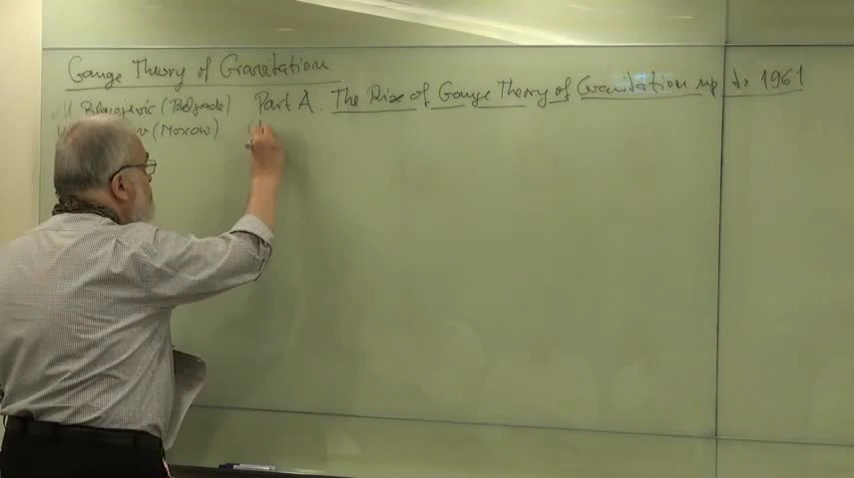 Gauge Theory of Gravitation
M Blagojevic (Belgrade)
(Moscow)
Part A. The Rise of Gauge Theory of Gravitation up to 1961